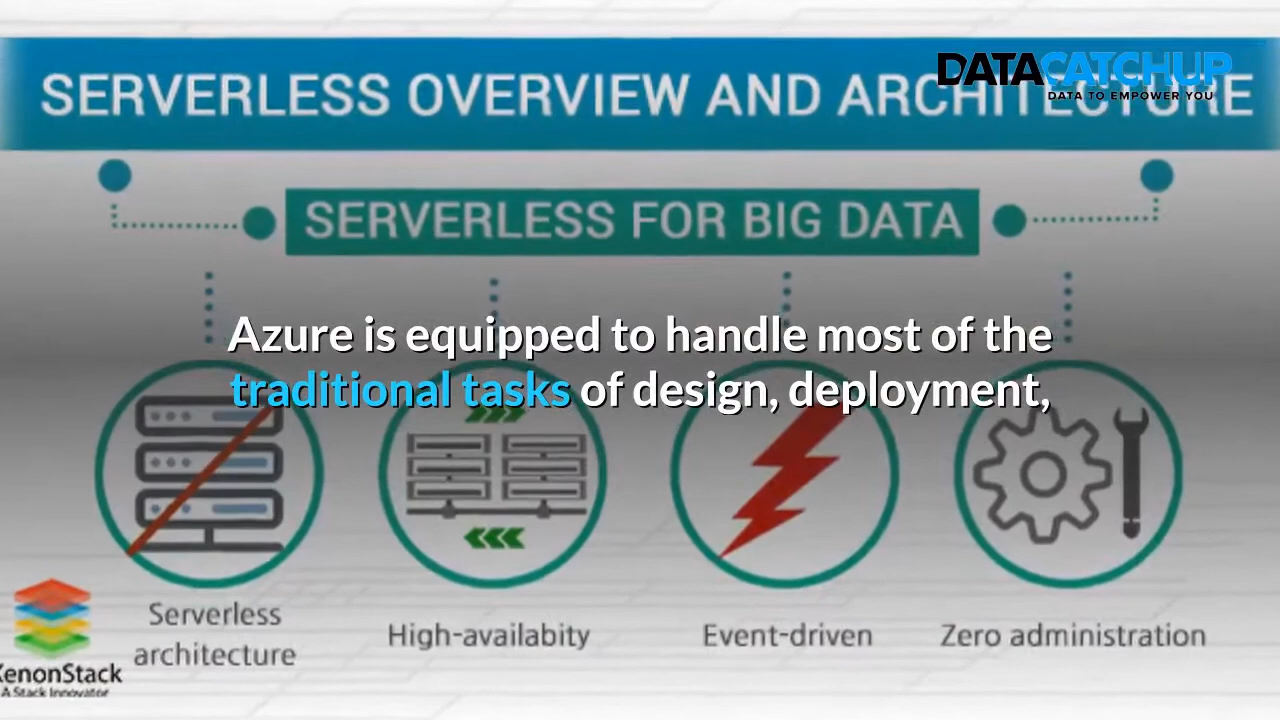 SERVERLESS OVERVIEW AND ARCHITECTURE
DATACATCHUP
DATA TO EMPOWER YOU
SERVERLESS FOR BIG DATA
Azure is equipped to handle most of the
traditional tasks of design, deployment,
Serverless
architecture
High-availabity
Event-driven
Zero administration
XenonStack
A Stack Innovator